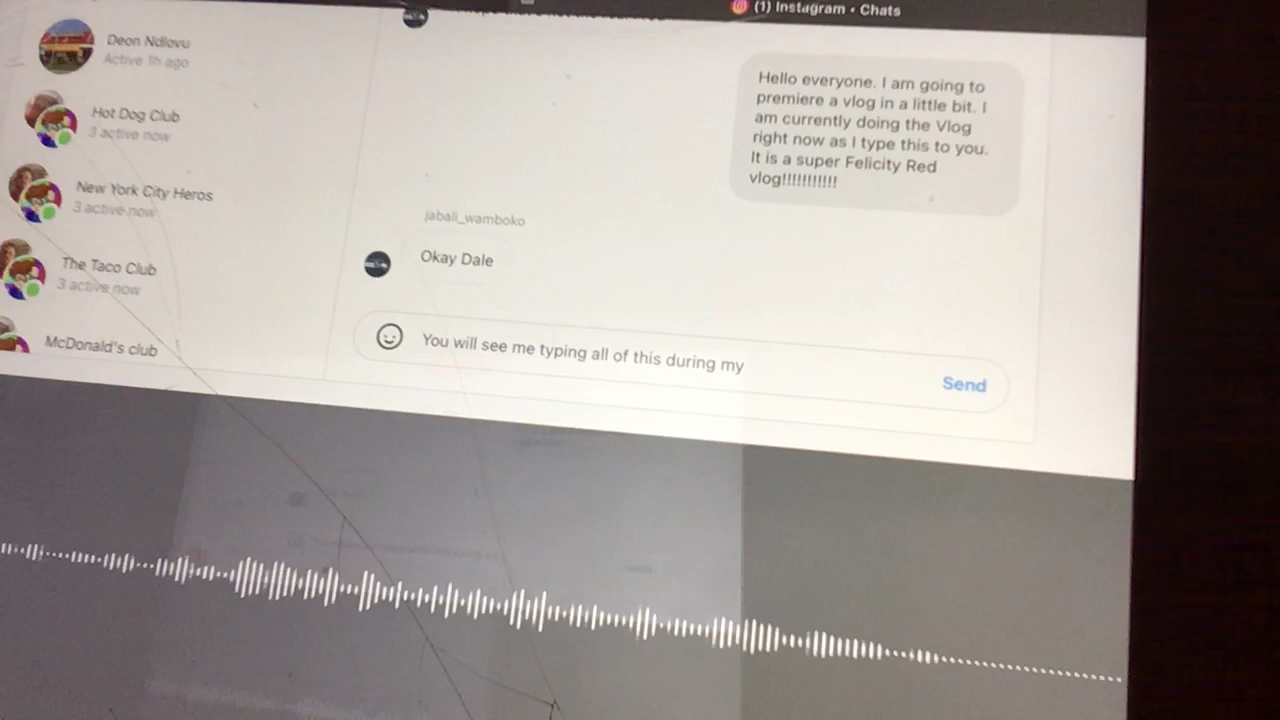 (1) Instagram • Chats
Deon Ndlovu
Active 1h ago
Hot Dog Club
3 active now
New York City Heros
3 active now
The Taco Club
3 active now
McDonald's club
Hello everyone. I am going to
premiere a vlog in a little bit. I
am currently doing the Vlog
right now as I type this to you.
It is a super Felicity Red
vlog!!!!!!!!!!!
jabali_wamboko
Okay Dale
You will see me typing all of this during my
Send